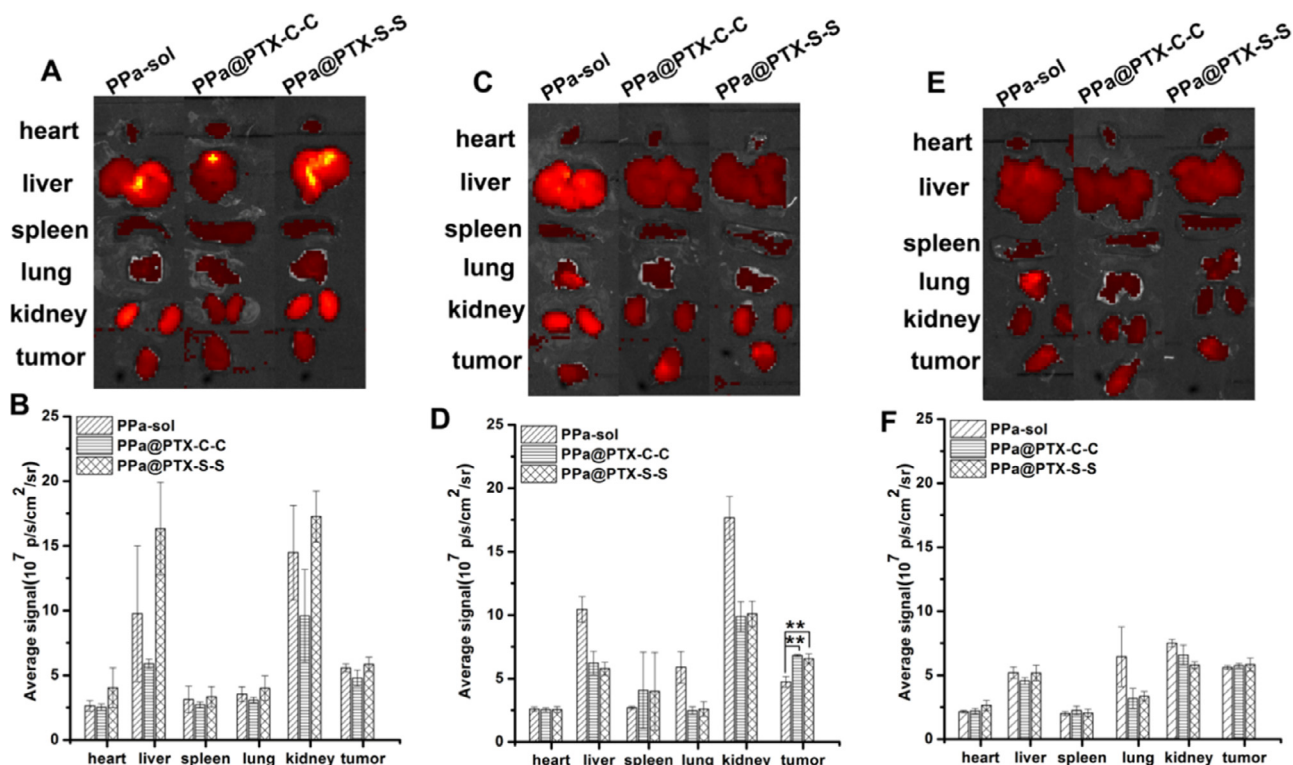 A
PPa-sol
PPa@PTX-C-C
PPa@PTX-S-S
heart
liver
spleen
lung
kidney
tumor
C
PPa-sol
PPa@PTX-C-C
PPa@PTX-S-S
heart
liver
spleen
lung
kidney
tumor
E
PPa-sol
PPa@PTX-C-C
PPa@PTX-S-S
heart
liver
spleen
lung
kidney
tumor
B
PPa-sol
PPa@PTX-C-C
PPa@PTX-S-S
Average signal(10^7 p/s/cm^2/sr)
25
20
15
10
5
0
heart liver spleen lung kidney tumor
D
PPa-sol
PPa@PTX-C-C
PPa@PTX-S-S
Average signal(10^7 p/s/cm^2/sr)
25
20
15
10
5
0
**
**
heart liver spleen lung kidney tumor
F
PPa-sol
PPa@PTX-C-C
PPa@PTX-S-S
Average signal(10^7 p/s/cm^2/sr)
25
20
15
10
5
0
heart liver spleen lung kidney tumor